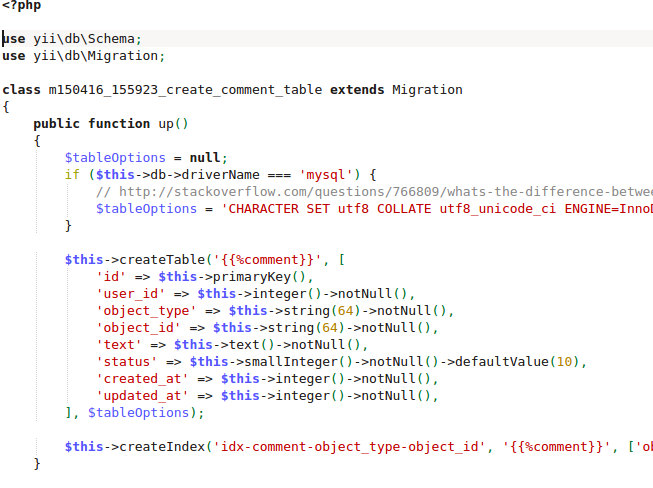 <?php
use yii\db\Schema;
use yii\db\Migration;
class m150416_155923_create_comment_table extends Migration
{
public function up()
{
$tableOptions = null;
if ($this->db->driverName === 'mysql') {
// http://stackoverflow.com/questions/766809/whats-the-difference-betwee
$tableOptions = 'CHARACTER SET utf8 COLLATE utf8_unicode_ci ENGINE=Inno
}
$this->createTable('{{%comment}}', [
'id' => $this->primaryKey(),
'user_id' => $this->integer()->notNull(),
'object_type' => $this->string(64)->notNull(),
'object_id' => $this->string(64)->notNull(),
'text' => $this->text()->notNull(),
'status' => $this->smallInteger()->notNull()->defaultValue(10),
'created_at' => $this->integer()->notNull(),
'updated_at' => $this->integer()->notNull(),
], $tableOptions);
$this->createIndex('idx-comment-object_type-object_id', '{{%comment}}', ['ob
}